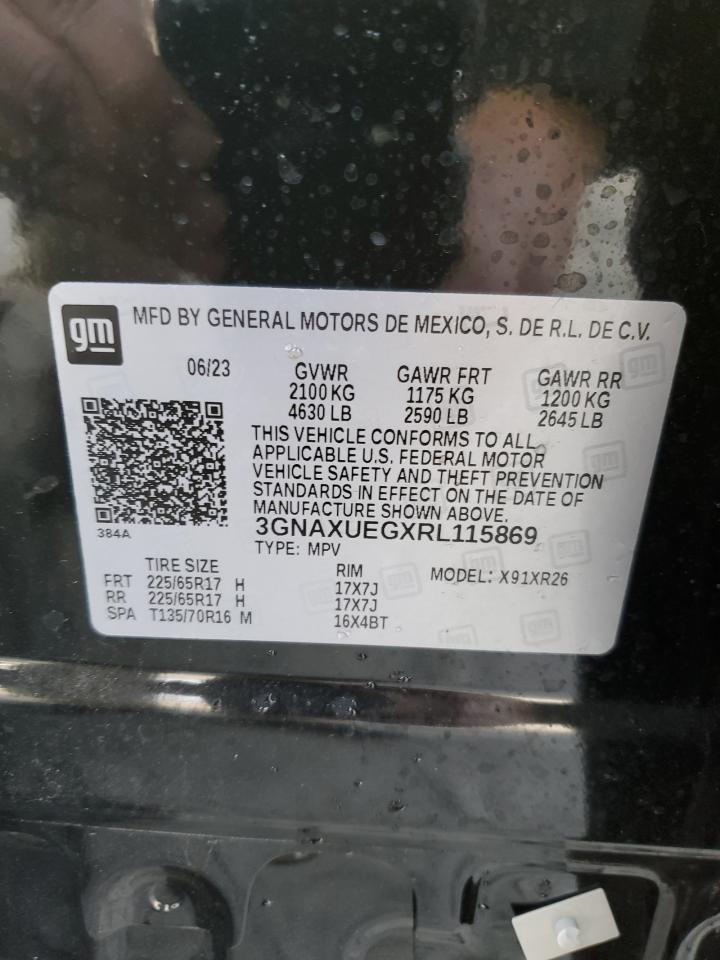 gm
MFD BY GENERAL MOTORS DE MEXICO, S. DE R.L. DE C.V.
06/23 GVWR GAWR FRT GAWR RR
2100 KG 1175 KG 1200 KG
4630 LB 2590 LB 2645 LB
THIS VEHICLE CONFORMS TO ALL
APPLICABLE U.S. FEDERAL MOTOR
VEHICLE SAFETY AND THEFT PREVENTION
STANDARDS IN EFFECT ON THE DATE OF
MANUFACTURE SHOWN ABOVE.
384A
3GNAXUEGXRL115869
TYPE: MPV
TIRE SIZE RIM MODEL: X91XR26
FRT 225/65R17 H 17X7J
RR 225/65R17 H 17X7J
SPA T135/70R16 M 16X4BT